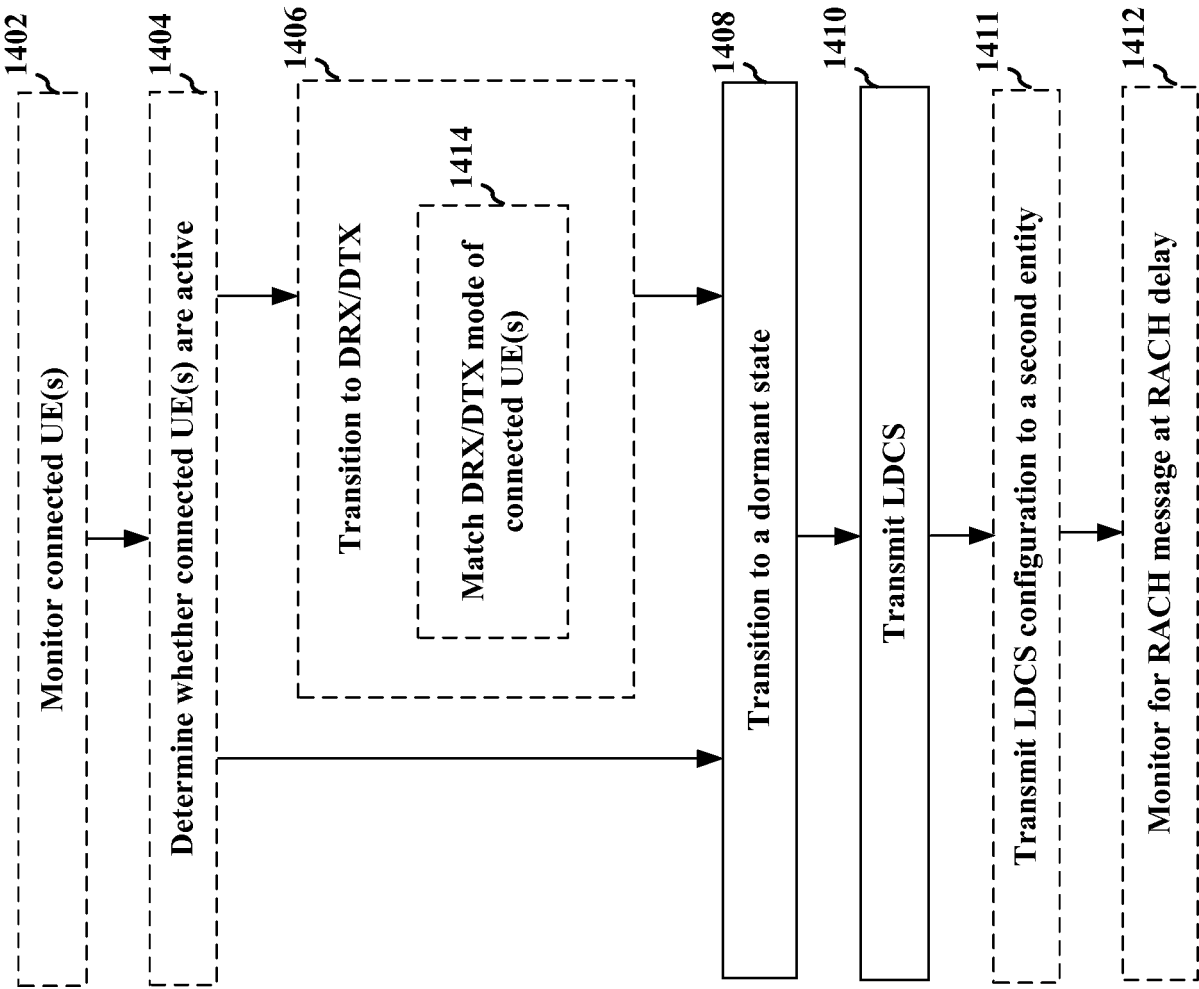 1402
Monitor connected UE(s)
1404
Determine whether connected UE(s) are active
1406
Transition to DRX/DTX
1414
Match DRX/DTX mode of
connected UE(s)
1408
Transition to a dormant state
1410
Transmit LDCS
1411
Transmit LDCS configuration to a second entity
1412
Monitor for RACH message at RACH delay